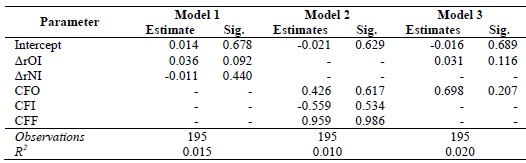 Parameter Model 1 Model 2 Model 3
Estimate Sig. Estimates Sig. Estimates Sig.
Intercept 0.014 0.678 -0.021 0.629 -0.016 0.689
ΔrOI 0.036 0.092 - - 0.031 0.116
ΔrNI -0.011 0.440 - - - -
CFO - - 0.426 0.617 0.698 0.207
CFI - - -0.559 0.534 - -
CFF - - 0.959 0.986 - -
Observations 195 195 195
R2 0.015 0.010 0.020